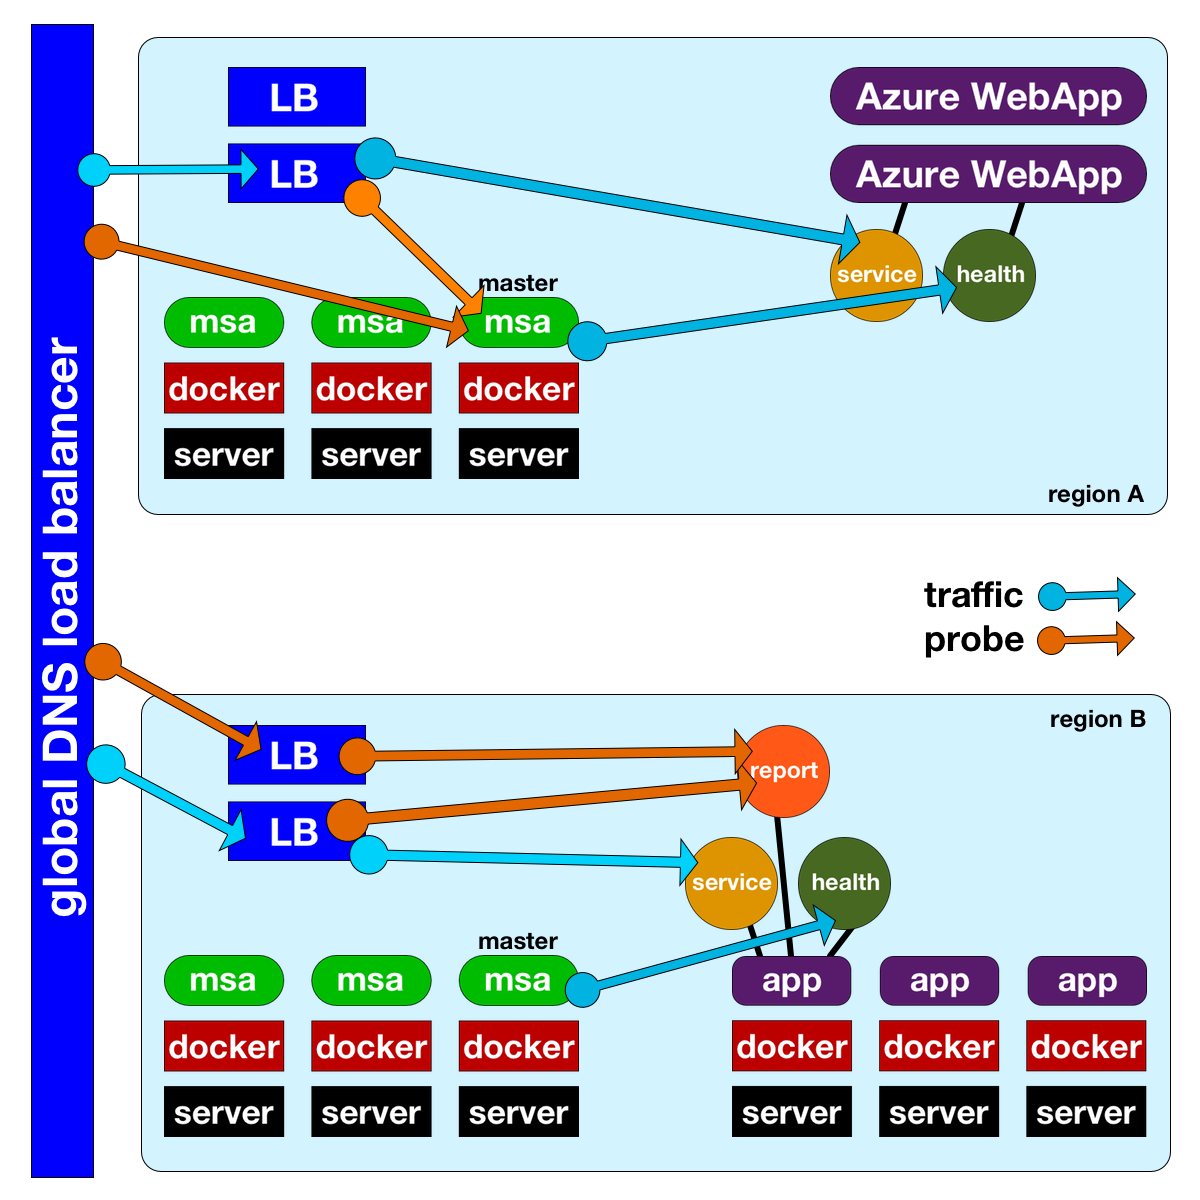 global DNS load balancer
LB
Azure WebApp
LB
Azure WebApp
service
health
master
msa
msa
msa
docker
docker
docker
server
server
server
region A
traffic
probe
region B
LB
report
LB
service
health
master
msa
msa
msa
app
app
app
docker
docker
docker
docker
docker
docker
server
server
server
server
server
server